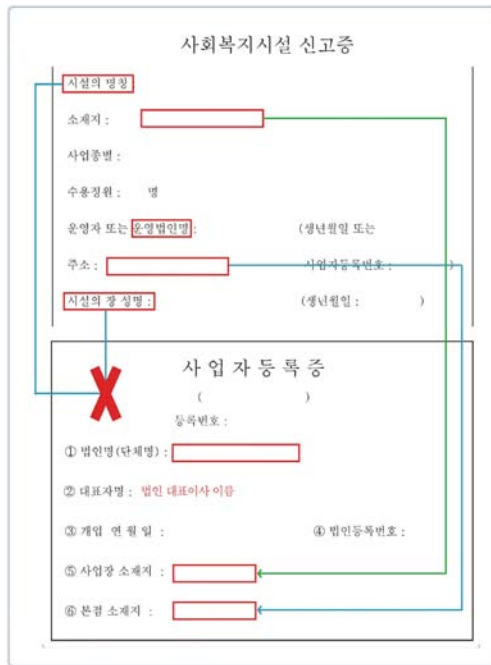 사회복지시설 신고증
시설의 명칭:
소재지 :
사업종별 :
수용정원 : 명
운영자 또는 운영법인명 : (생년월일 또는
주소 : 사업자등록번호 : )
시설의 장 성명 : (생년월일 : )
사 업 자 등 록 증
( )
등록번호 :
① 법인명(단체명) :
② 대표자명 : 법인 대표이사 이름
③ 개업 연 월 일 : ④ 법인등록번호 :
⑤ 사업장 소재지 :
⑥ 본점 소재지 :